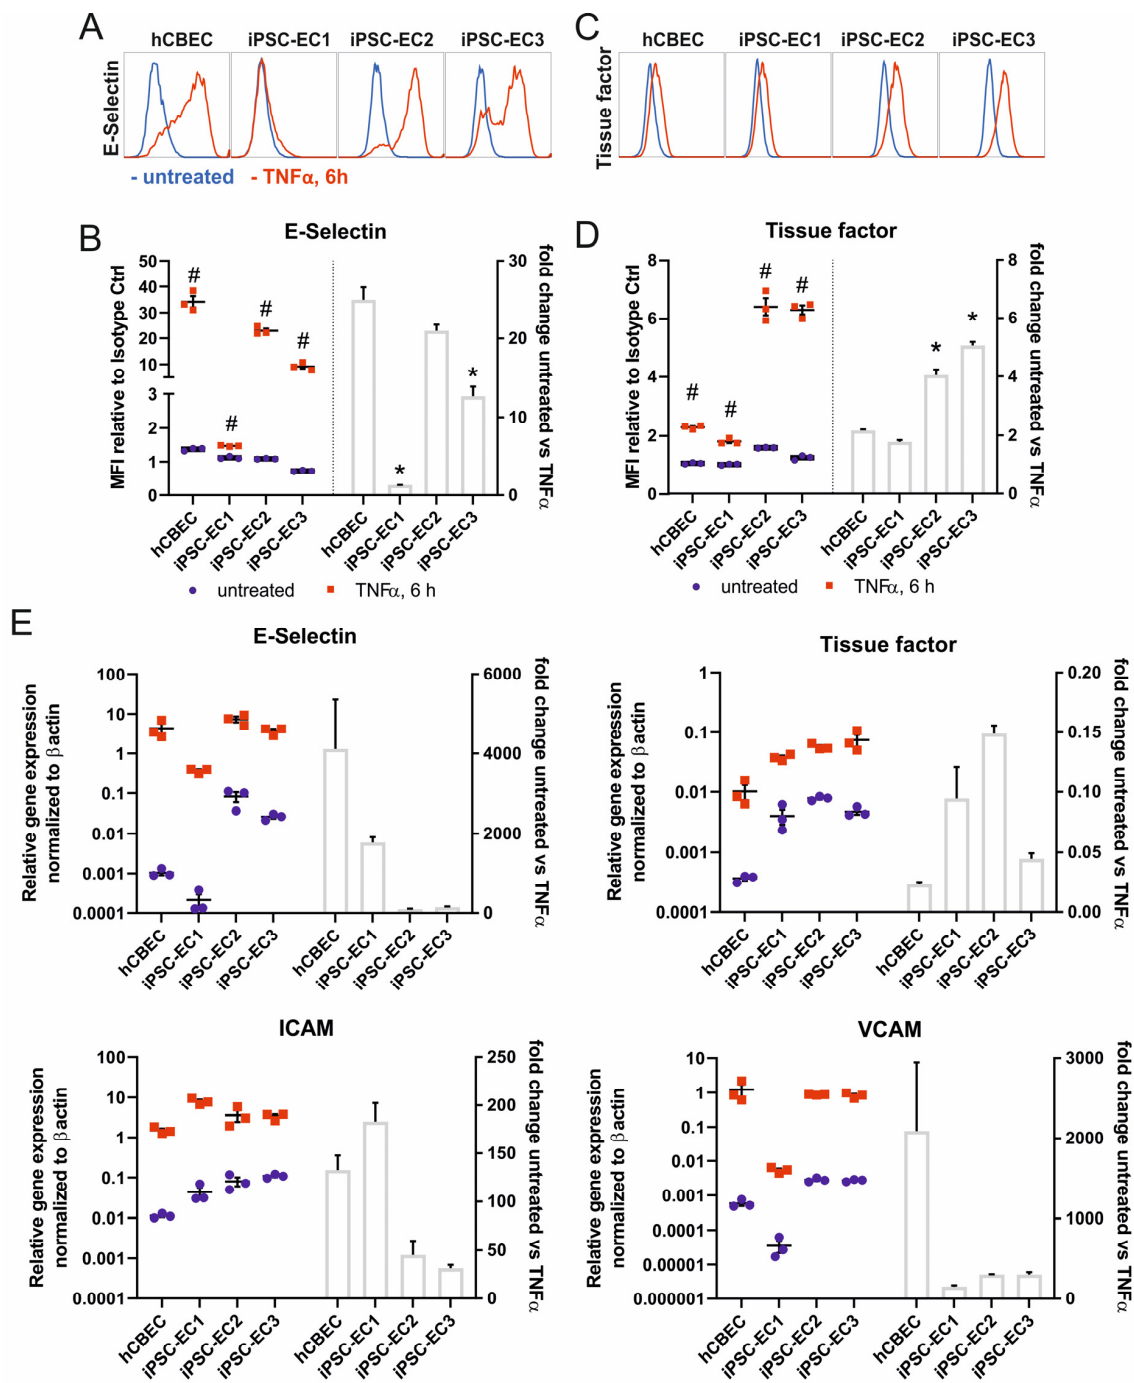 A
hCBEC iPSC-EC1 iPSC-EC2 iPSC-EC3
E-Selectin
- untreated - TNFα, 6h
C
hCBEC iPSC-EC1 iPSC-EC2 iPSC-EC3
Tissue factor
B
E-Selectin
MFI relative to Isotype Ctrl
50
40
30
20
10
3
2
1
0
# # # #
* *
30
20
10
0
fold change untreated vs TNFα
hCBEC iPSC-EC1 iPSC-EC2 iPSC-EC3 hCBEC iPSC-EC1 iPSC-EC2 iPSC-EC3
untreated TNFα, 6 h
D
Tissue factor
MFI relative to Isotype Ctrl
8
6
4
2
0
# # # #
* *
8
6
4
2
0
fold change untreated vs TNFα
hCBEC iPSC-EC1 iPSC-EC2 iPSC-EC3 hCBEC iPSC-EC1 iPSC-EC2 iPSC-EC3
untreated TNFα, 6 h
E
E-Selectin
Relative gene expression
normalized to β actin
100
10
1
0.1
0.01
0.001
0.0001
6000
4000
2000
0
fold change untreated vs TNFα
hCBEC iPSC-EC1 iPSC-EC2 iPSC-EC3 hCBEC iPSC-EC1 iPSC-EC2 iPSC-EC3
Tissue factor
Relative gene expression
normalized to β actin
1
0.1
0.01
0.001
0.0001
0.20
0.15
0.10
0.05
0.00
fold change untreated vs TNFα
hCBEC iPSC-EC1 iPSC-EC2 iPSC-EC3 hCBEC iPSC-EC1 iPSC-EC2 iPSC-EC3
ICAM
Relative gene expression
normalized to β actin
100
10
1
0.1
0.01
0.001
0.0001
250
200
150
100
50
0
fold change untreated vs TNFα
hCBEC iPSC-EC1 iPSC-EC2 iPSC-EC3 hCBEC iPSC-EC1 iPSC-EC2 iPSC-EC3
VCAM
Relative gene expression
normalized to β actin
10
1
0.1
0.01
0.001
0.0001
0.00001
0.000001
3000
2000
1000
0
fold change untreated vs TNFα
hCBEC iPSC-EC1 iPSC-EC2 iPSC-EC3 hCBEC iPSC-EC1 iPSC-EC2 iPSC-EC3